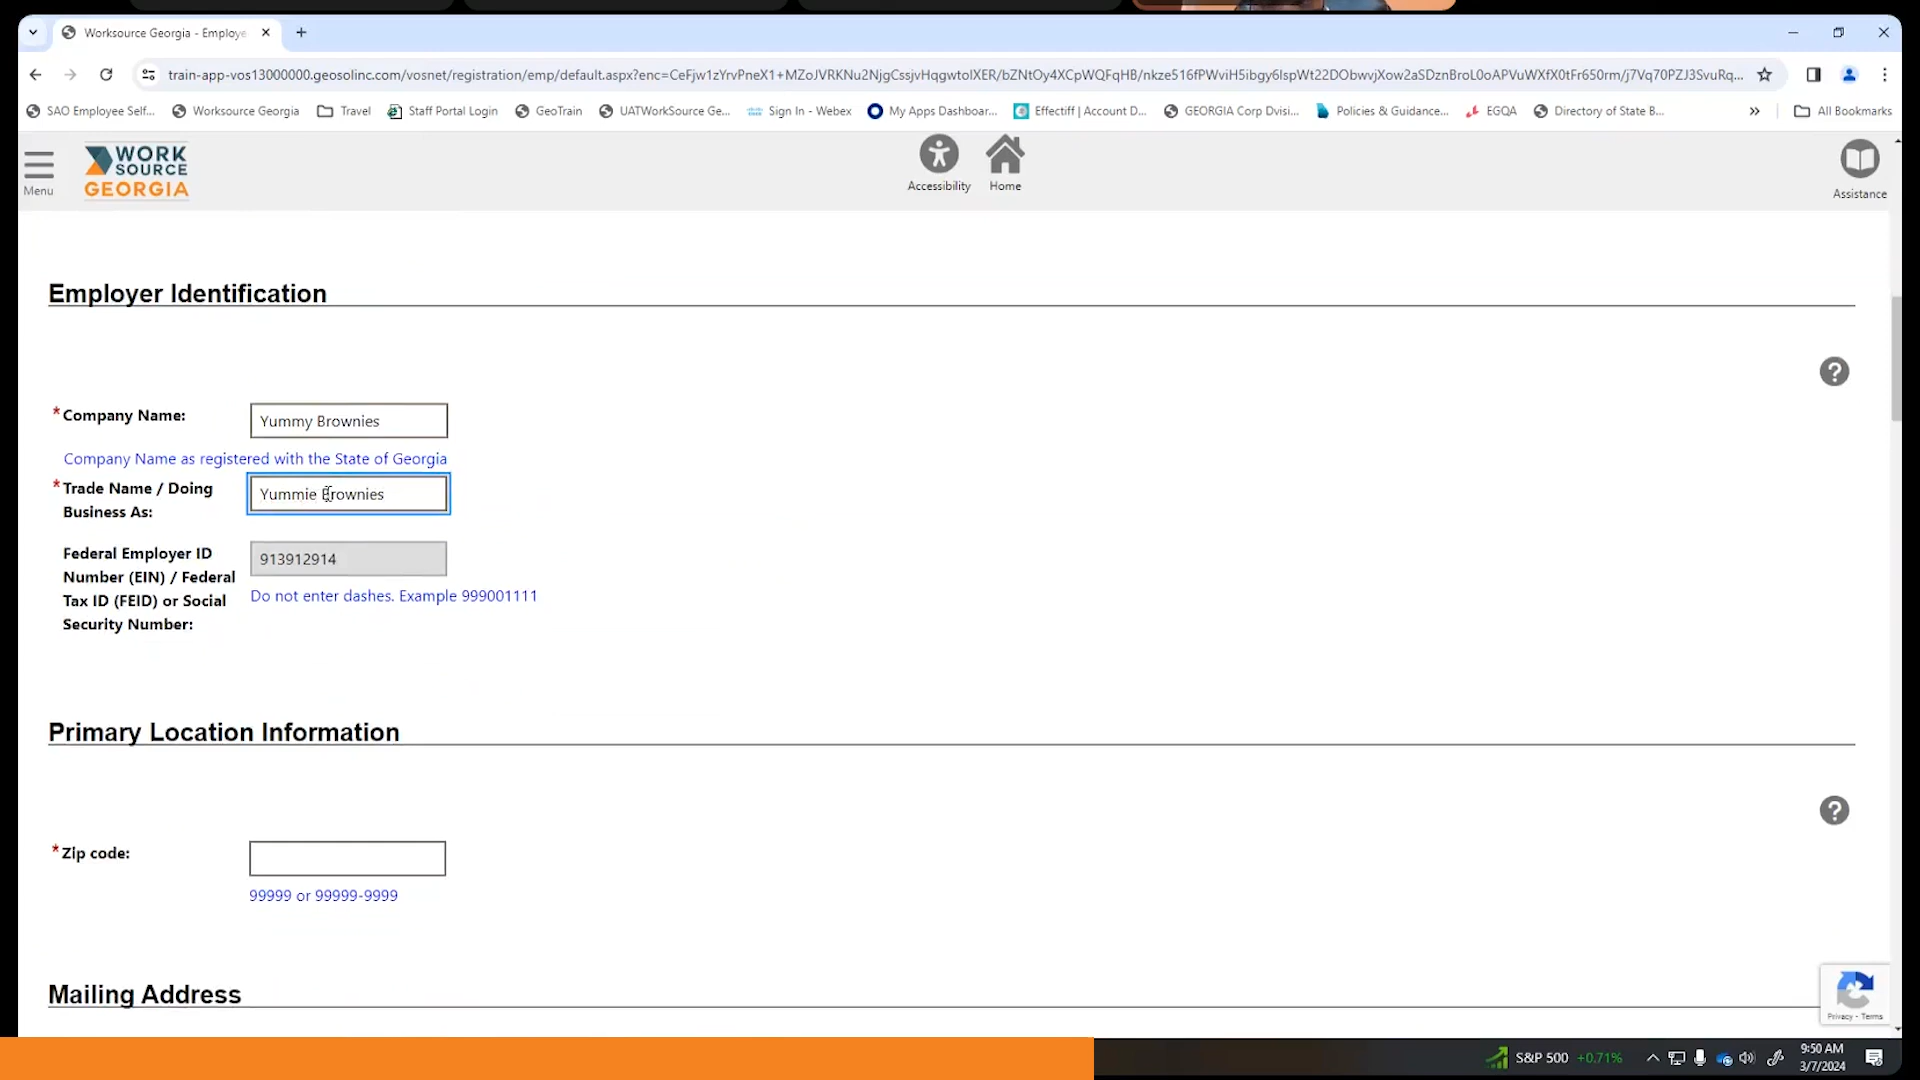 Worksource Georgia - Employe
train-app-vos13000000.geosolinc.com/vosnet/registration/emp/default.aspx?enc=CeFjw1zYrvPneX1+MZoJVRKNu2NjgCssjvHqgwtoIXER/bZNtOy4XCpWQFqHB/nkze516fPWviH5ibgy6lspWt22DObwvjXow2aSDznBroL0oAPVuWXfX0tFr650rm/j7Vq70PZJ3SvuRq...
SAO Employee Self...
Worksource Georgia
Travel
Staff Portal Login
GeoTrain
UATWorkSource Ge...
Sign In - Webex
My Apps Dashboar...
Effectiff | Account D...
GEORGIA Corp Dvisi...
Policies & Guidance...
EGQA
Directory of State B...
»
All Bookmarks
Menu
WORK
SOURCE
GEORGIA
Accessibility
Home
Assistance
Employer Identification
?
* Company Name:
Yummy Brownies
Company Name as registered with the State of Georgia
* Trade Name / Doing
Business As:
Yummie Brownies
Federal Employer ID
Number (EIN) / Federal
Tax ID (FEID) or Social
Security Number:
913912914
Do not enter dashes. Example 999001111
Primary Location Information
?
* Zip code:
99999 or 99999-9999
Mailing Address
Privacy - Terms
S&P 500 +0.71%
9:50 AM
3/7/2024